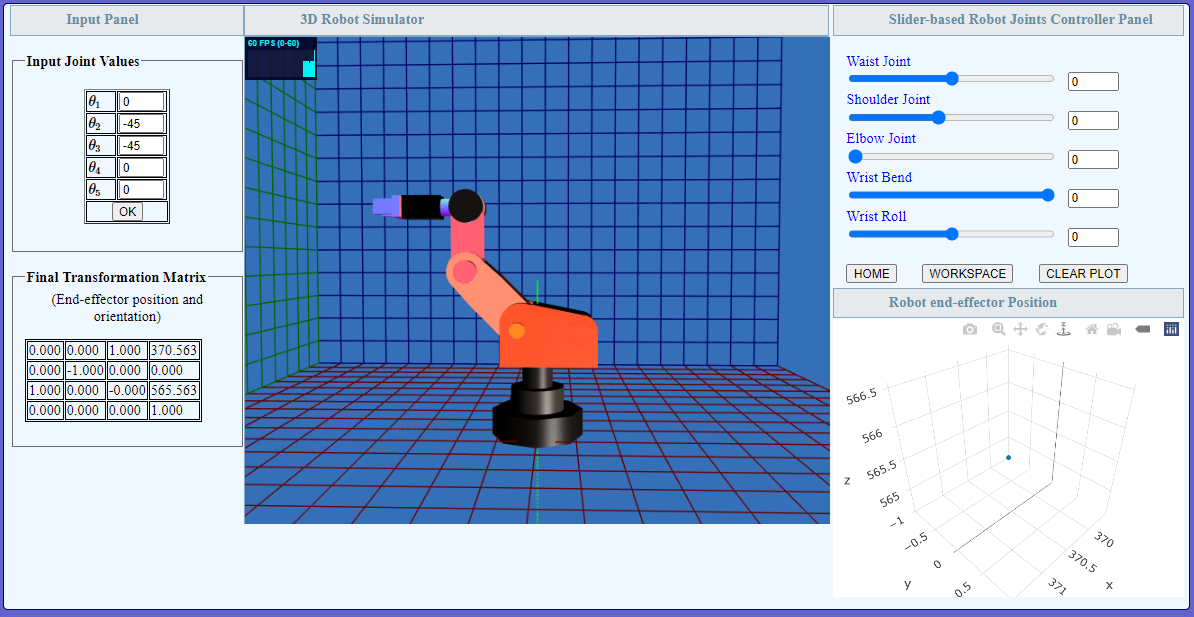 Input Panel
3D Robot Simulator
Slider-based Robot Joints Controller Panel
Input Joint Values
θ1 0
θ2 -45
θ3 -45
θ4 0
θ5 0
OK
Final Transformation Matrix
(End-effector position and
orientation)
0.000 0.000 1.000 370.563
0.000 -1.000 0.000 0.000
1.000 0.000 -0.000 565.563
0.000 0.000 0.000 1.000
60 FPS (0-60)
Waist Joint
0
Shoulder Joint
0
Elbow Joint
0
Wrist Bend
0
Wrist Roll
0
HOME WORKSPACE CLEAR PLOT
Robot end-effector Position
566.5
566
565.5
565
z
−1
−0.5
0
0.5
y
370
370.5
371
x